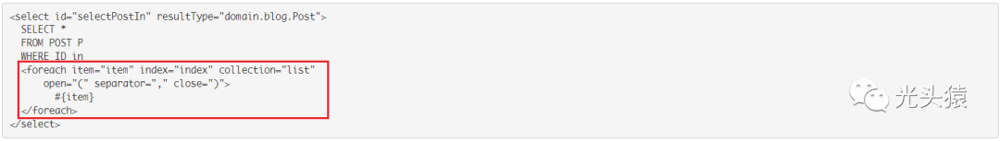 <select id="selectPostIn" resultType="domain.blog.Post">
  SELECT *
  FROM POST P
  WHERE ID in
  <foreach item="item" index="index" collection="list"
      open="(" separator="," close=")">
        #{item}
  </foreach>
</select>
光头猿